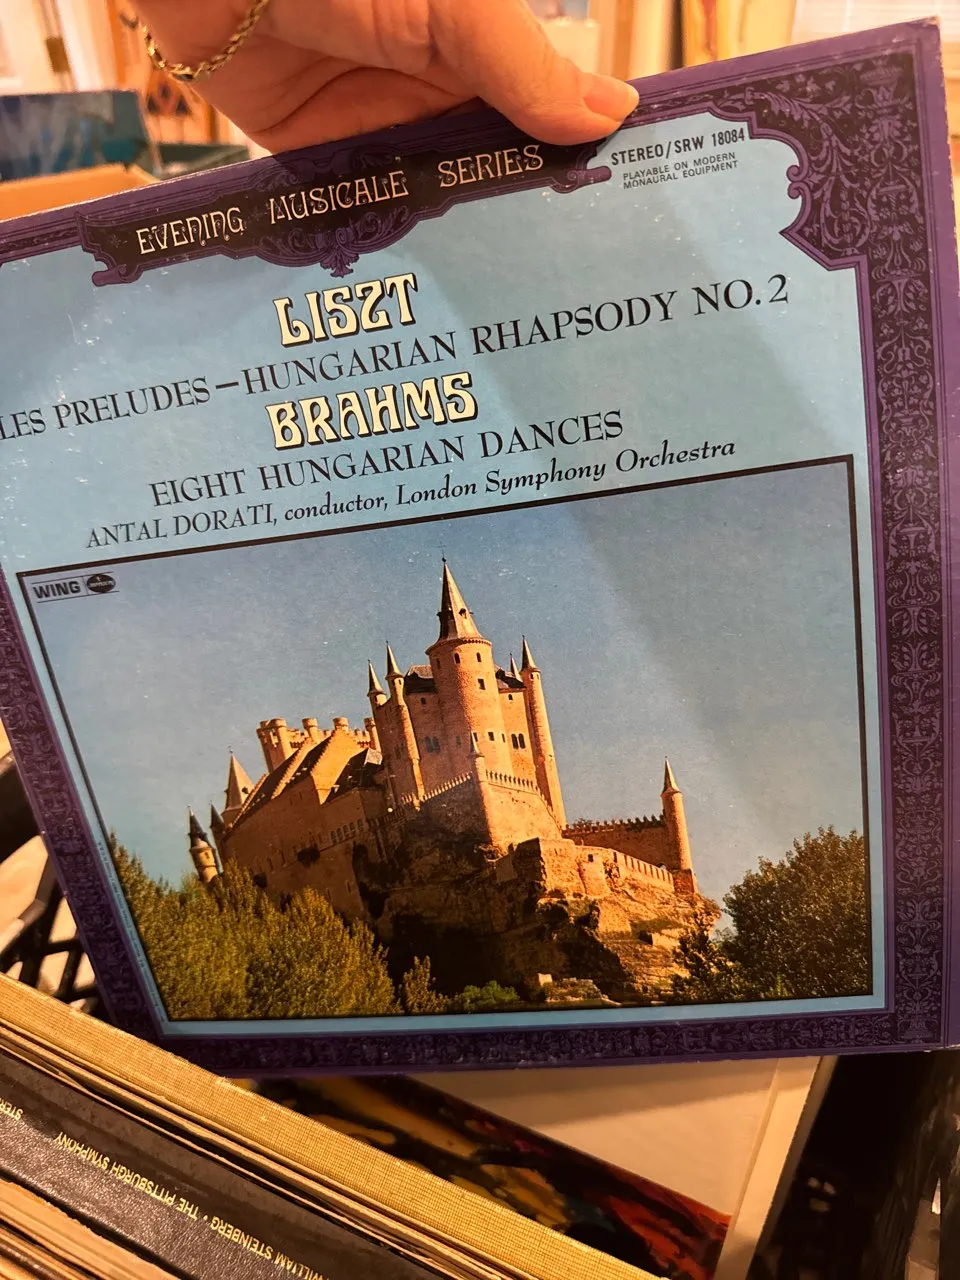 EVENING MUSICALE SERIES
STEREO/SRW 18084
PLAYABLE ON MODERN
MONAURAL EQUIPMENT
LISZT
LES PRELUDES—HUNGARIAN RHAPSODY NO. 2
BRAHMS
EIGHT HUNGARIAN DANCES
ANTAL DORATI, conductor, London Symphony Orchestra
WING
WILLIAM STEINBERG • THE PITTSBURGH SYMPHONY